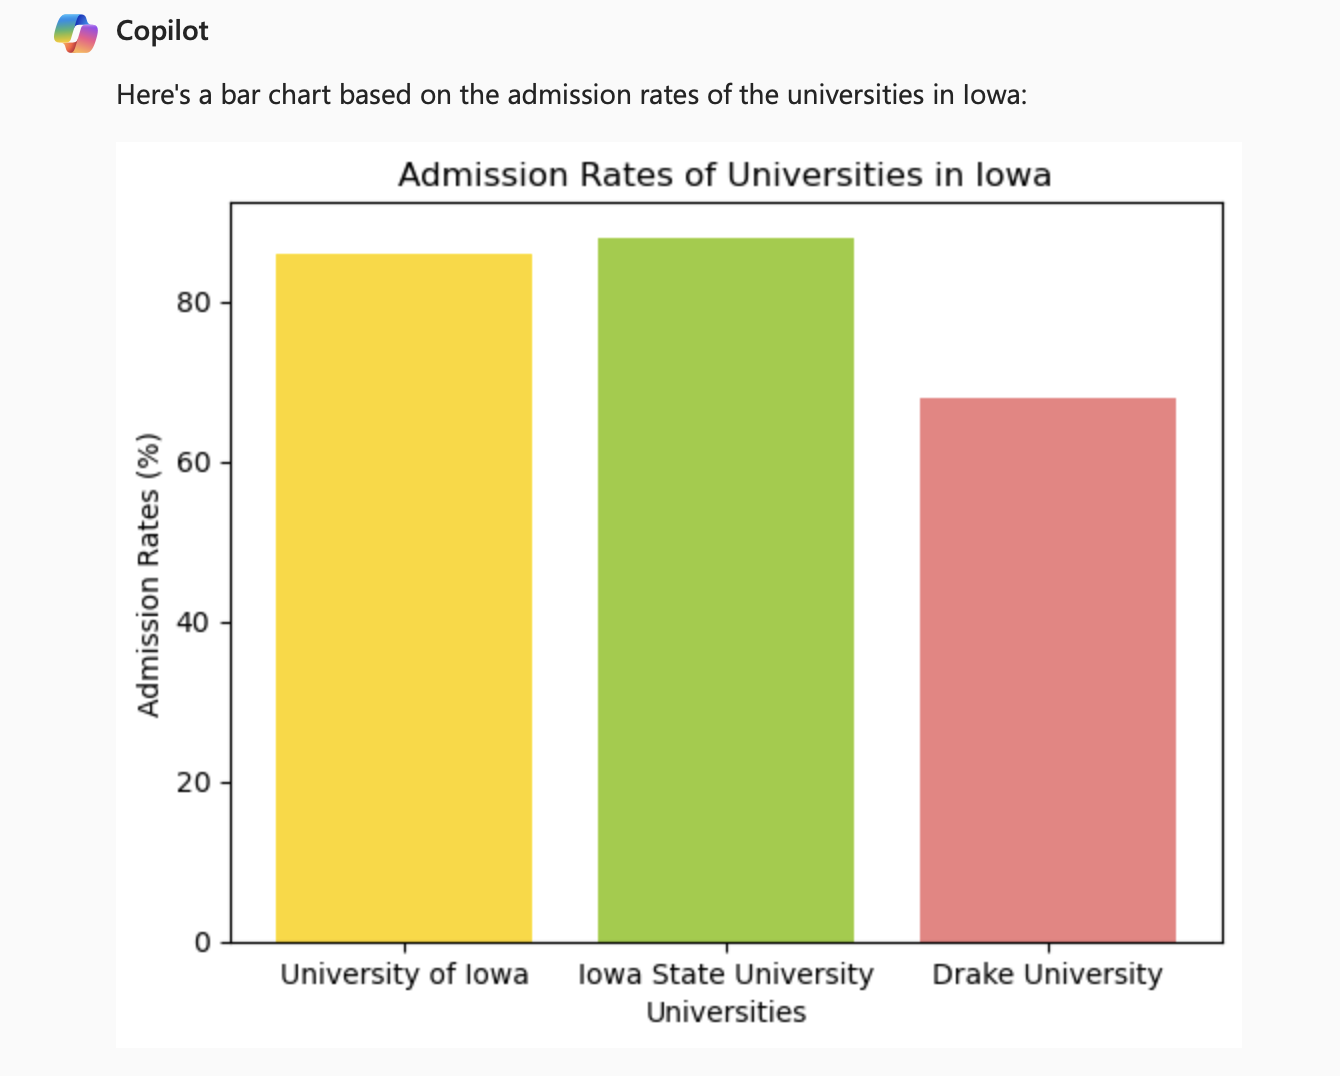 Copilot
Here's a bar chart based on the admission rates of the universities in Iowa:
Admission Rates of Universities in Iowa
80
60
40
20
0
Admission Rates (%)
University of Iowa Iowa State University Drake University
Universities